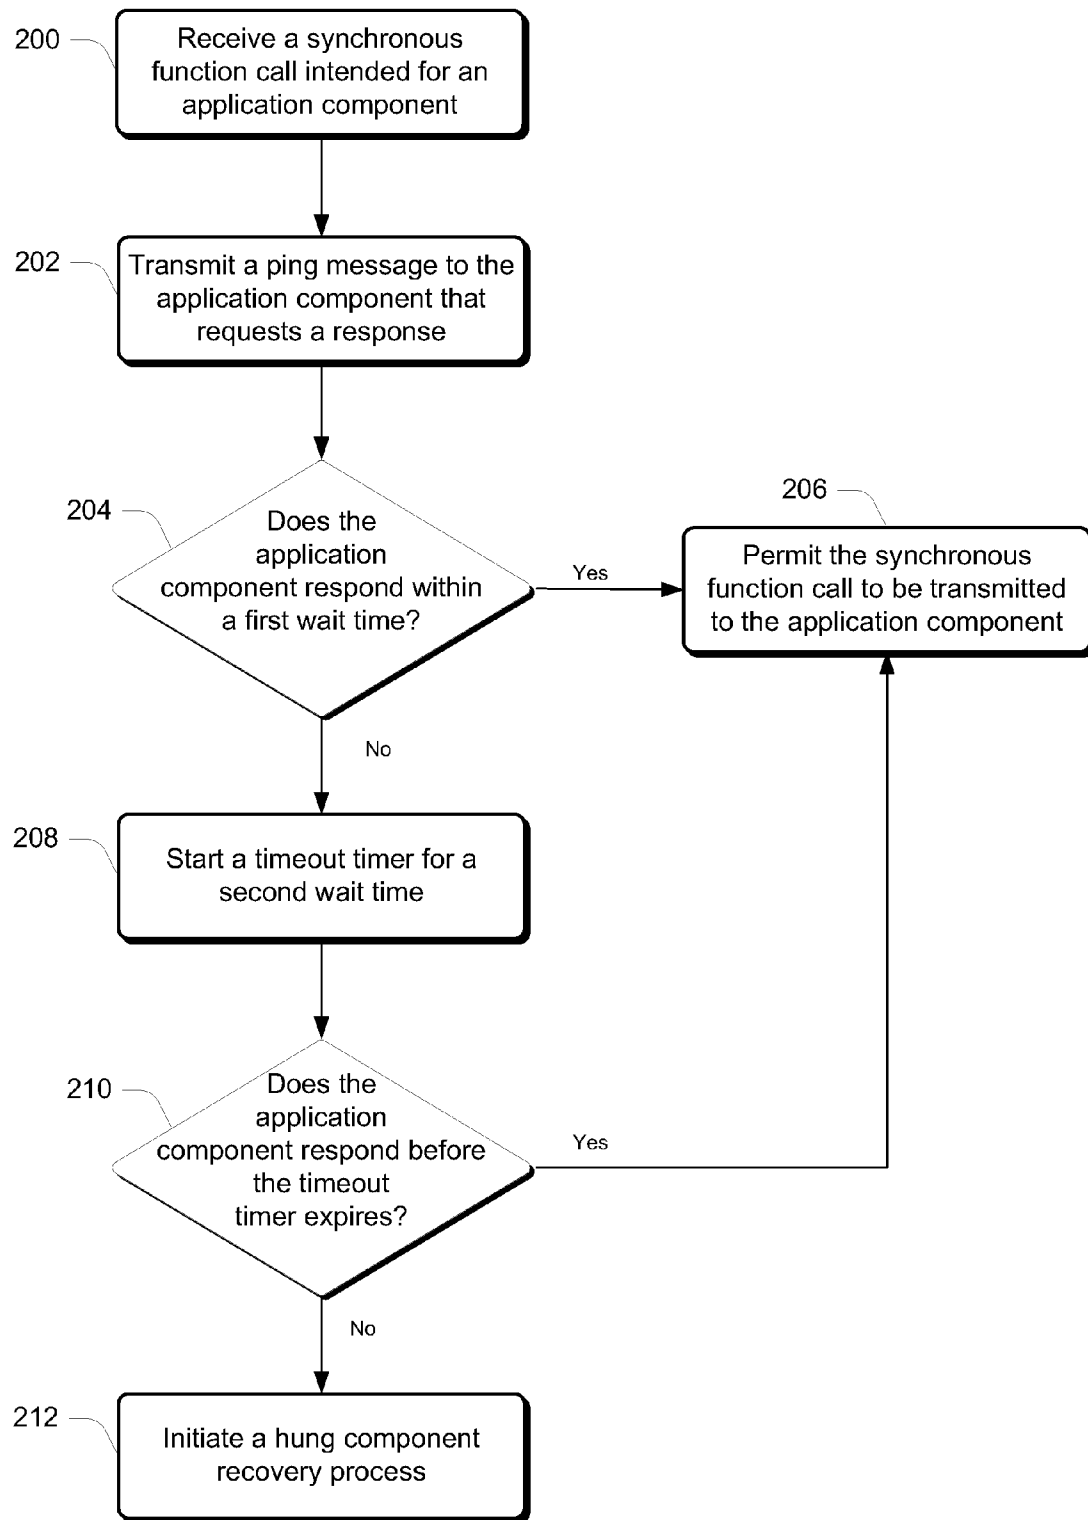 200
Receive a synchronous
function call intended for an
application component
202
Transmit a ping message to the
application component that
requests a response
204
Does the
application
component respond within
a first wait time?
Yes
206
Permit the synchronous
function call to be transmitted
to the application component
No
208
Start a timeout timer for a
second wait time
210
Does the
application
component respond before
the timeout
timer expires?
Yes
No
212
Initiate a hung component
recovery process